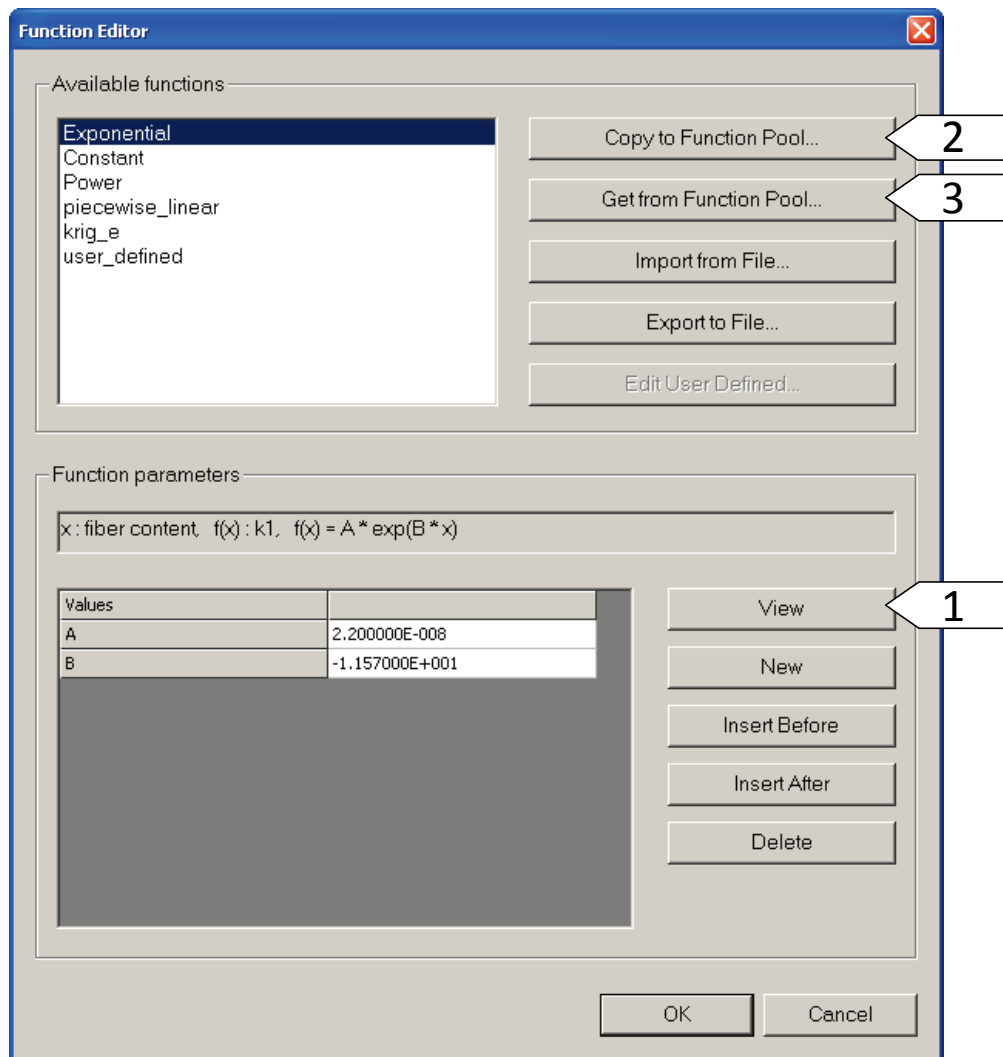 Function Editor
Available functions
Exponential
Constant
Power
piecewise_linear
krig_e
user_defined
Copy to Function Pool...
2
Get from Function Pool...
3
Import from File...
Export to File...
Edit User Defined...
Function parameters
x : fiber content,  f(x) : k1,  f(x) = A * exp(B * x)
Values
A 2.200000E-008
B -1.157000E+001
View
1
New
Insert Before
Insert After
Delete
OK Cancel